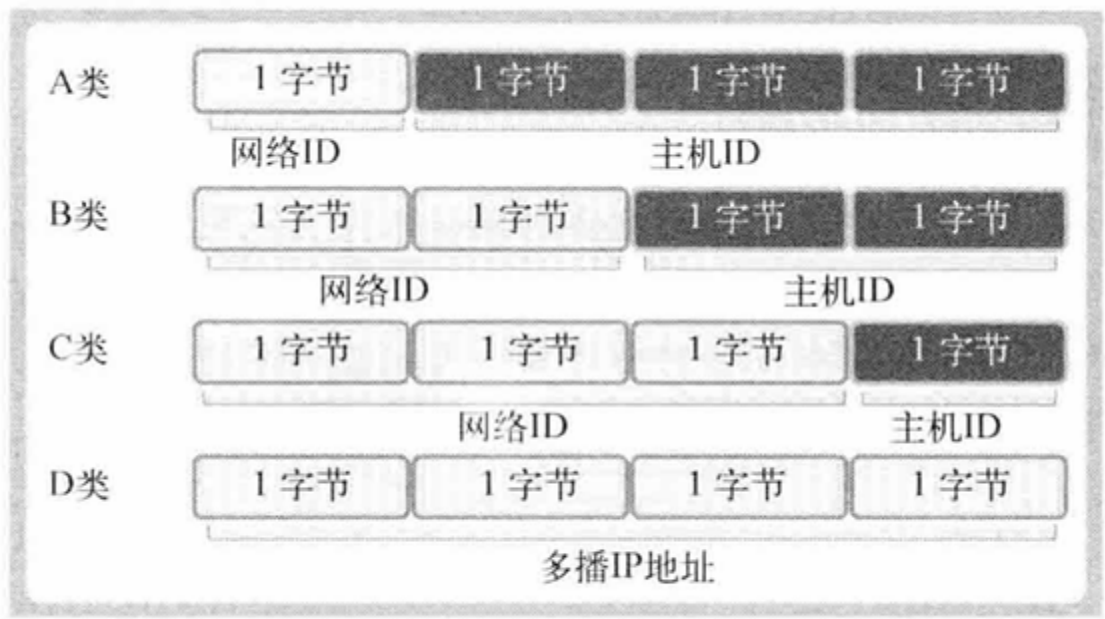 A类 1 字节 1 字节 1 字节 1 字节
网络ID 主机ID
B类 1 字节 1 字节 1 字节 1 字节
网络ID 主机ID
C类 1 字节 1 字节 1 字节 1 字节
网络ID 主机ID
D类 1 字节 1 字节 1 字节 1 字节
多播IP地址